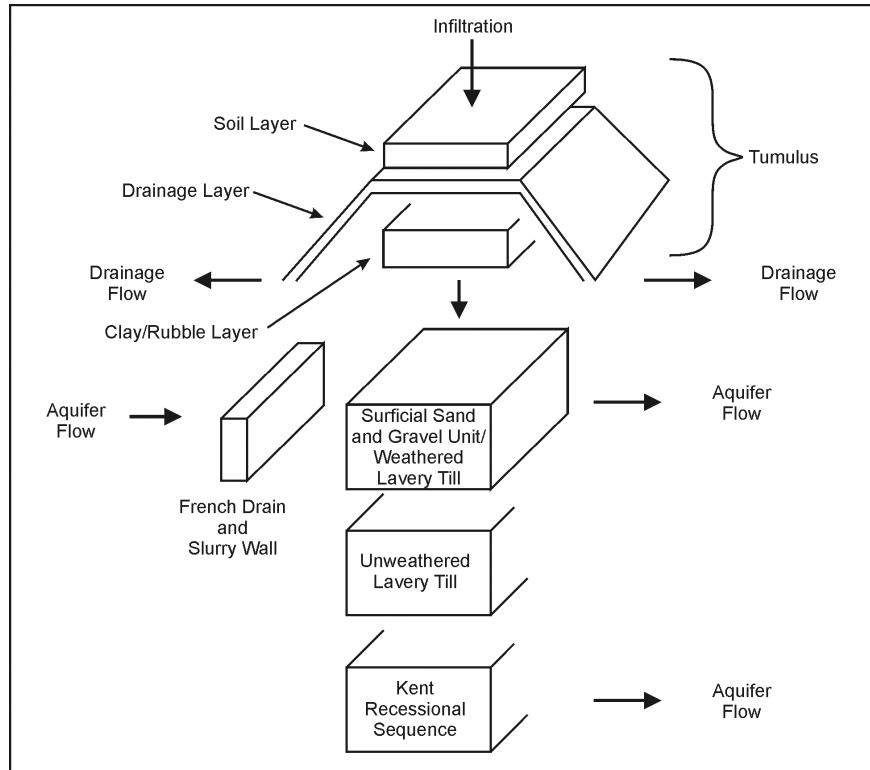 Infiltration
Soil Layer
Tumulus
Drainage Layer
Drainage
Flow
Drainage
Flow
Clay/Rubble Layer
Aquifer
Flow
Surficial Sand
and Gravel Unit/
Weathered
Lavery Till
Aquifer
Flow
French Drain
and
Slurry Wall
Unweathered
Lavery Till
Kent
Recessional
Sequence
Aquifer
Flow